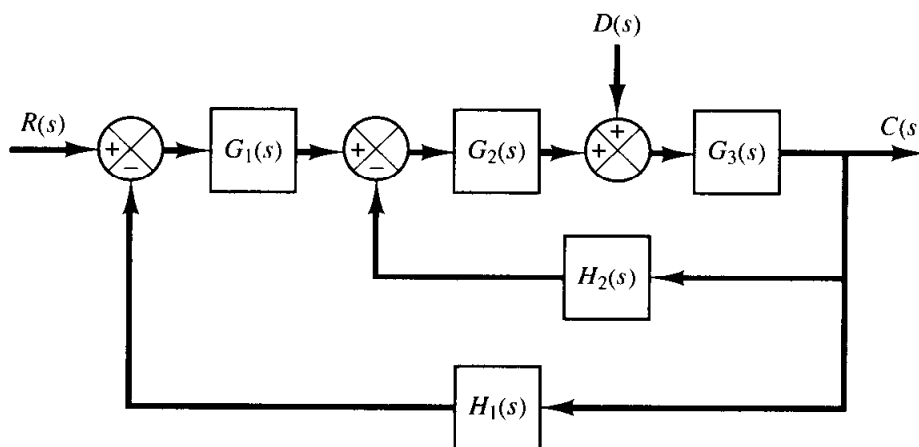 D(s)
R(s)
+
−
G₁(s)
+
−
G₂(s)
+
+
G₃(s)
C(s
H₂(s)
H₁(s)